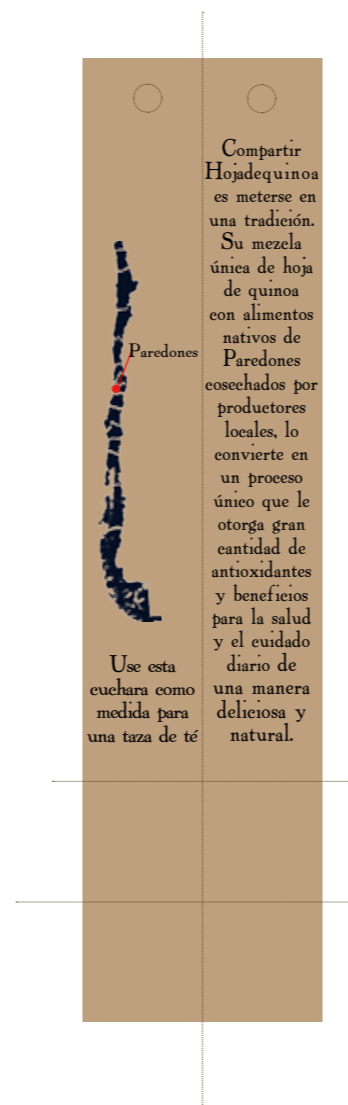 Paredones
Use esta
cuchara como
medida para
una taza de té
Compartir
Hojadequinoa
es meterse en
una tradición.
Su mezcla
única de hoja
de quinoa
con alimentos
nativos de
Paredones
cosechados por
productores
locales, lo
convierte en
un proceso
único que le
otorga gran
cantidad de
antioxidantes
y beneficios
para la salud
y el cuidado
diario de
una manera
deliciosa y
natural.